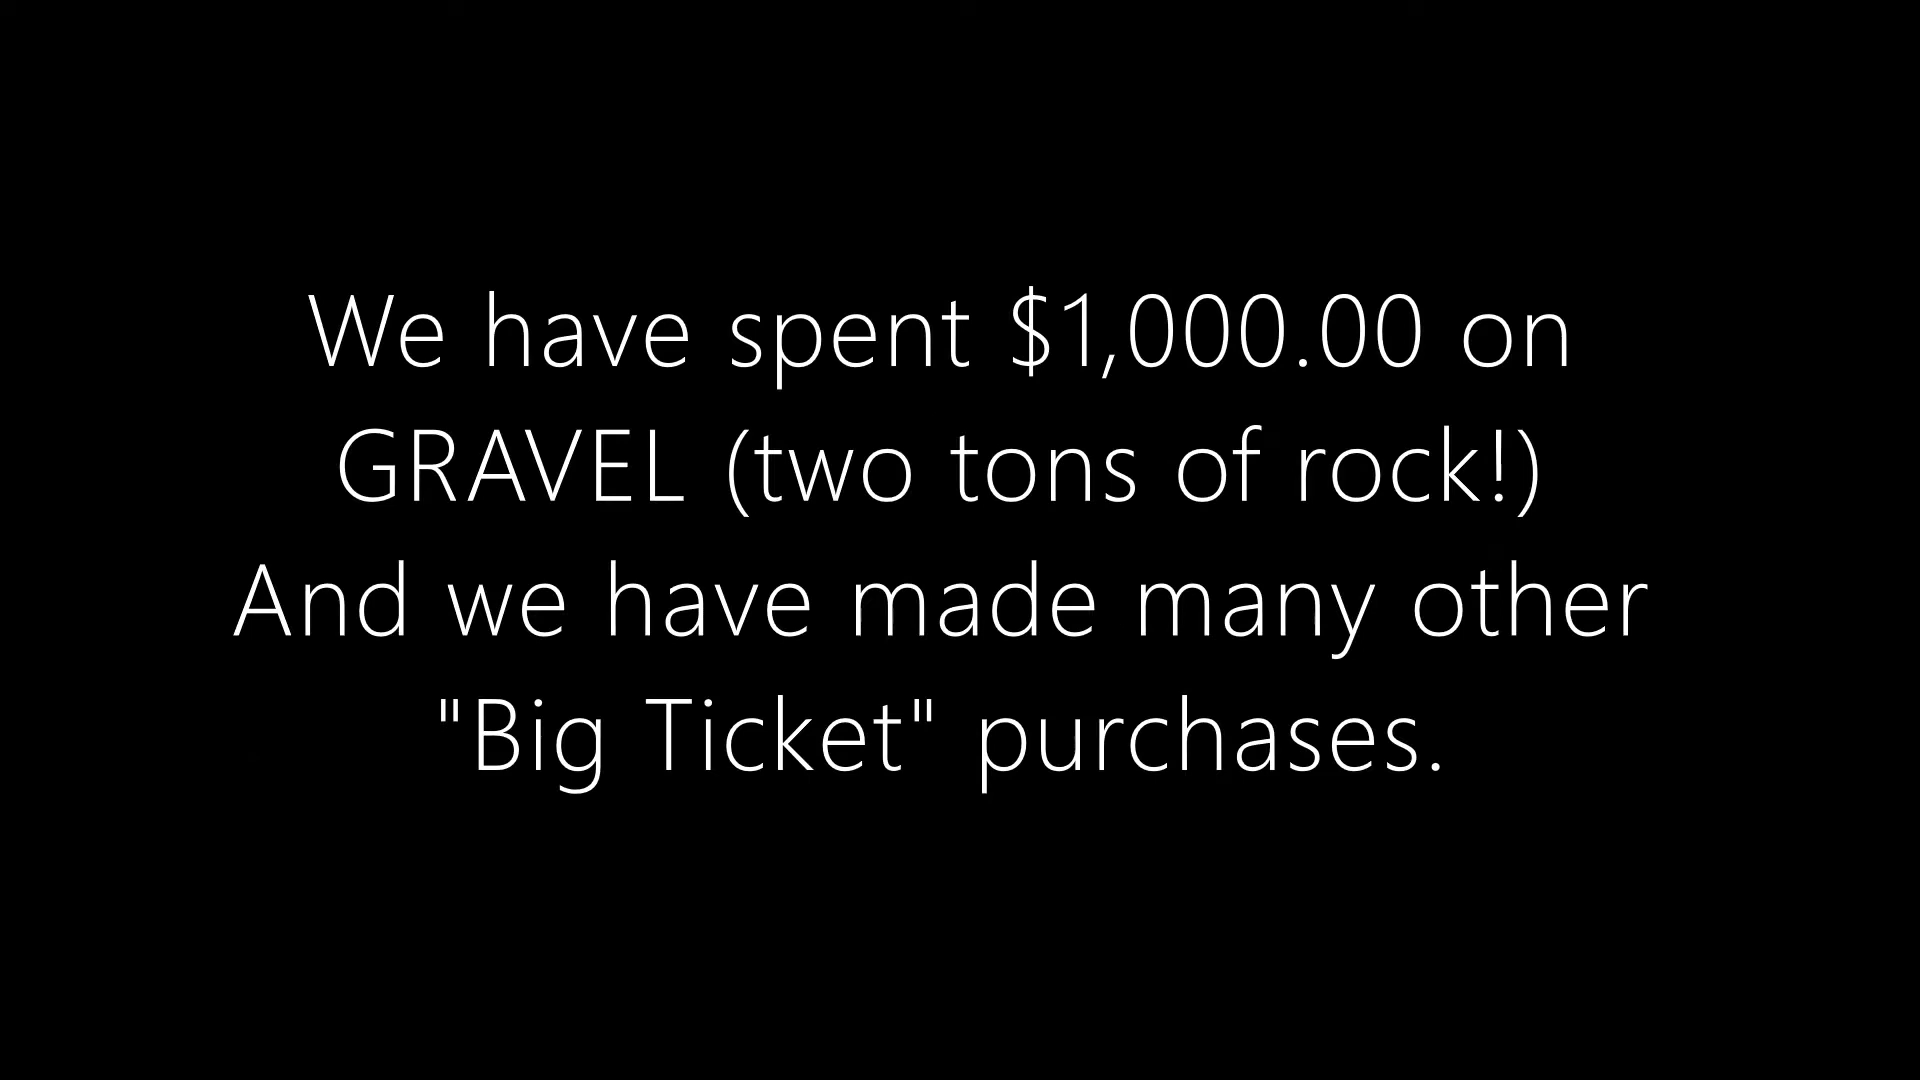 We have spent $1,000.00 on
GRAVEL (two tons of rock!)
And we have made many other
"Big Ticket" purchases.